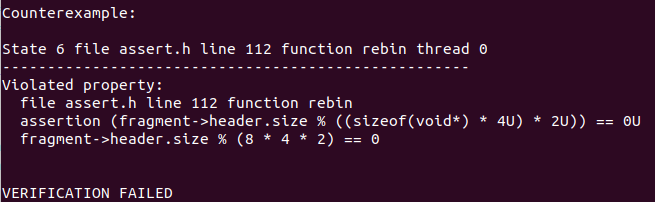 Counterexample:
State 6 file assert.h line 112 function rebin thread 0
----------------------------------------------------
Violated property:
file assert.h line 112 function rebin
assertion (fragment->header.size % ((sizeof(void*) * 4U) * 2U)) == 0U
fragment->header.size % (8 * 4 * 2) == 0
VERIFICATION FAILED